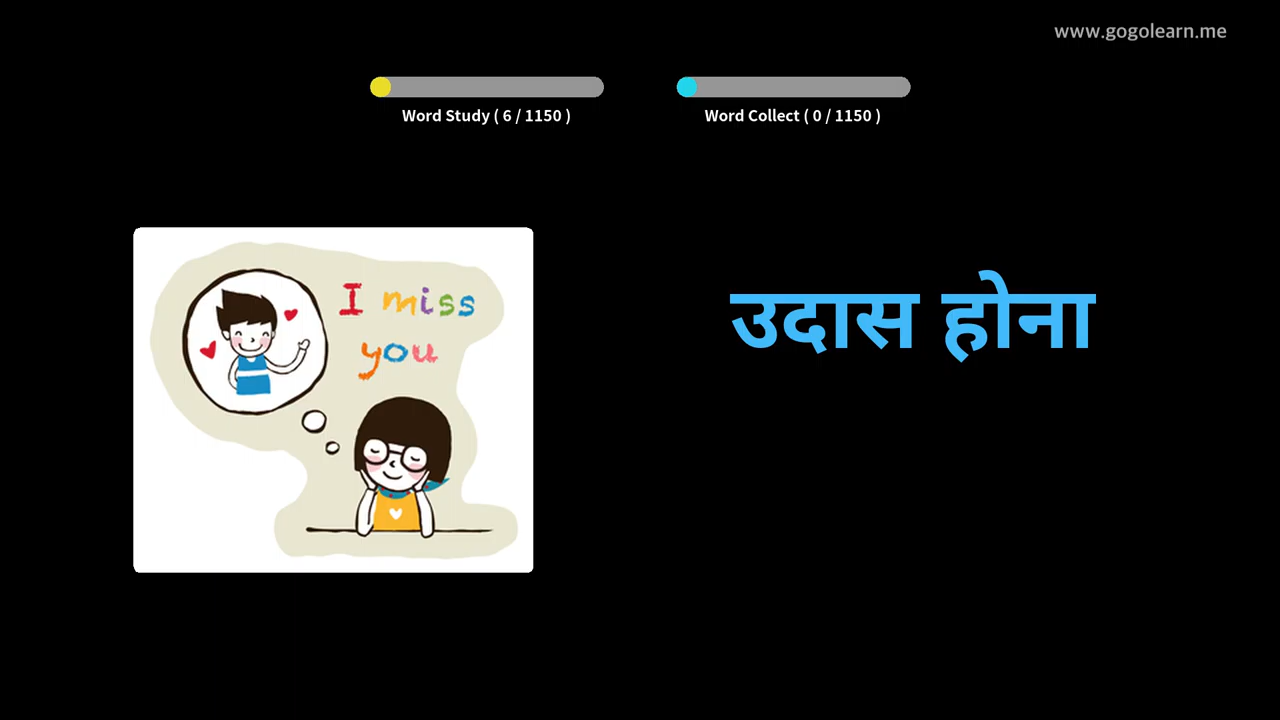 www.gogolearn.me
Word Study ( 6 / 1150 )
Word Collect ( 0 / 1150 )
I miss
you
उदास होना